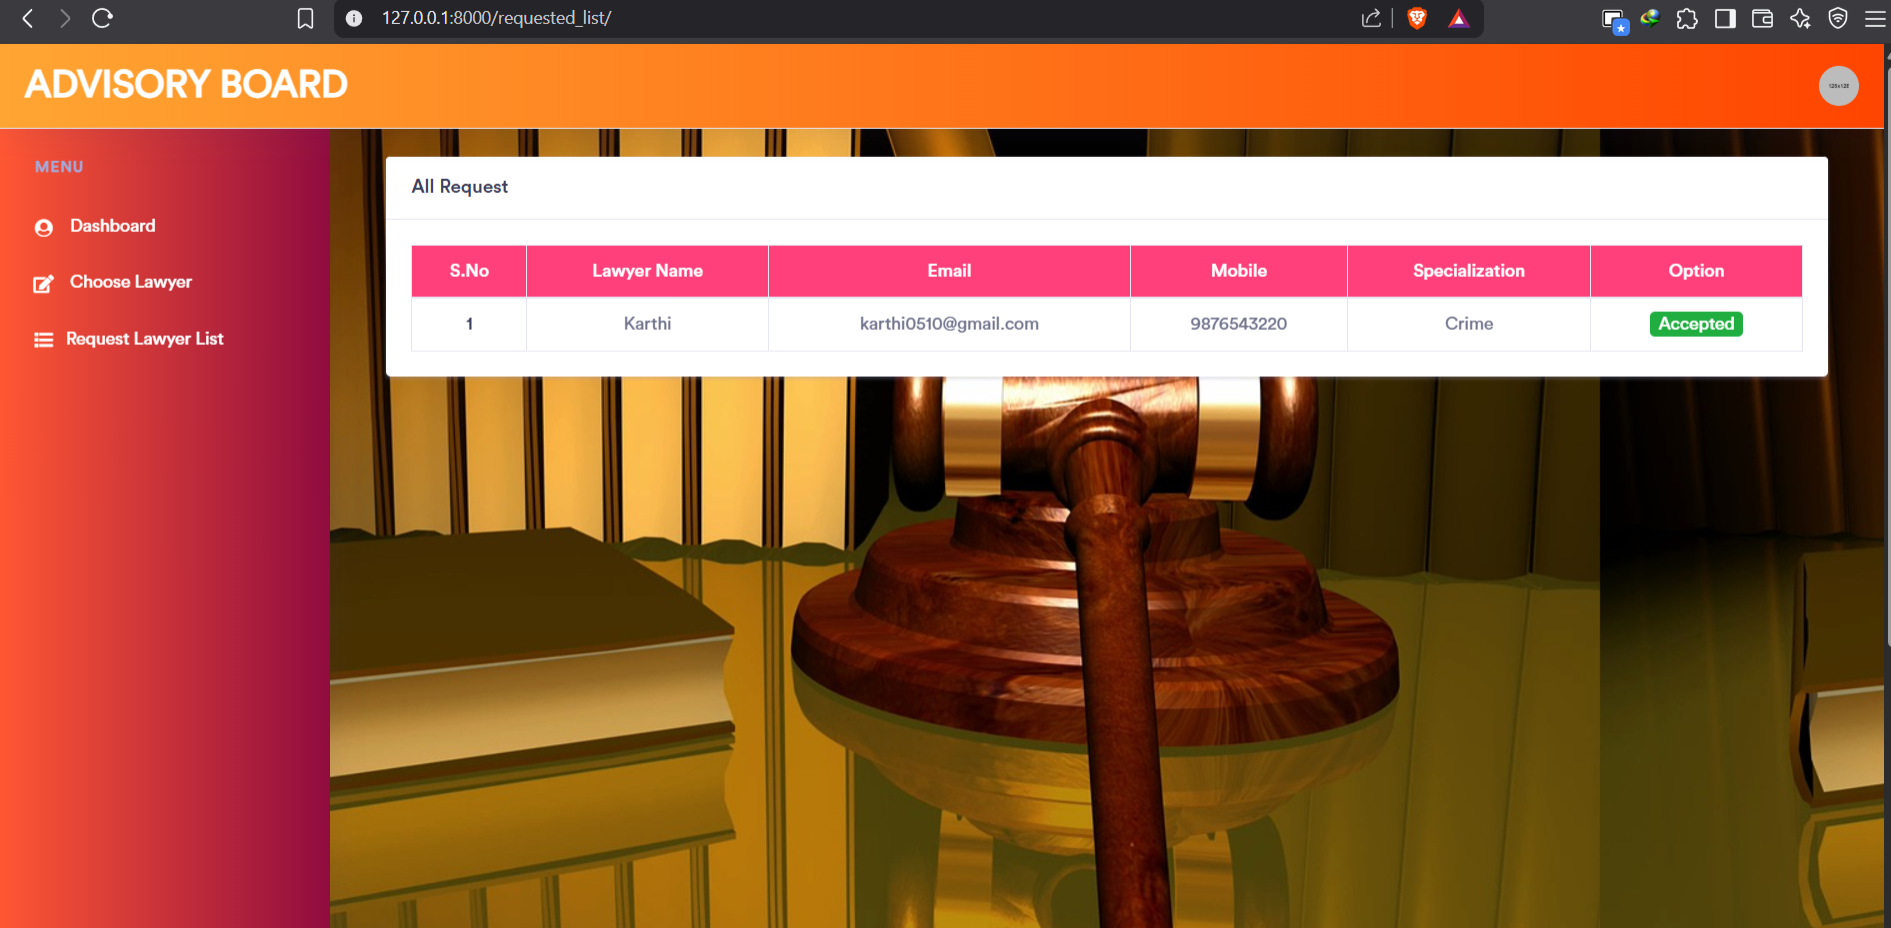 127.0.0.1:8000/requested_list/
ADVISORY BOARD
128x128
MENU
Dashboard
Choose Lawyer
Request Lawyer List
All Request
S.No Lawyer Name Email Mobile Specialization Option
1 Karthi karthi0510@gmail.com 9876543220 Crime Accepted